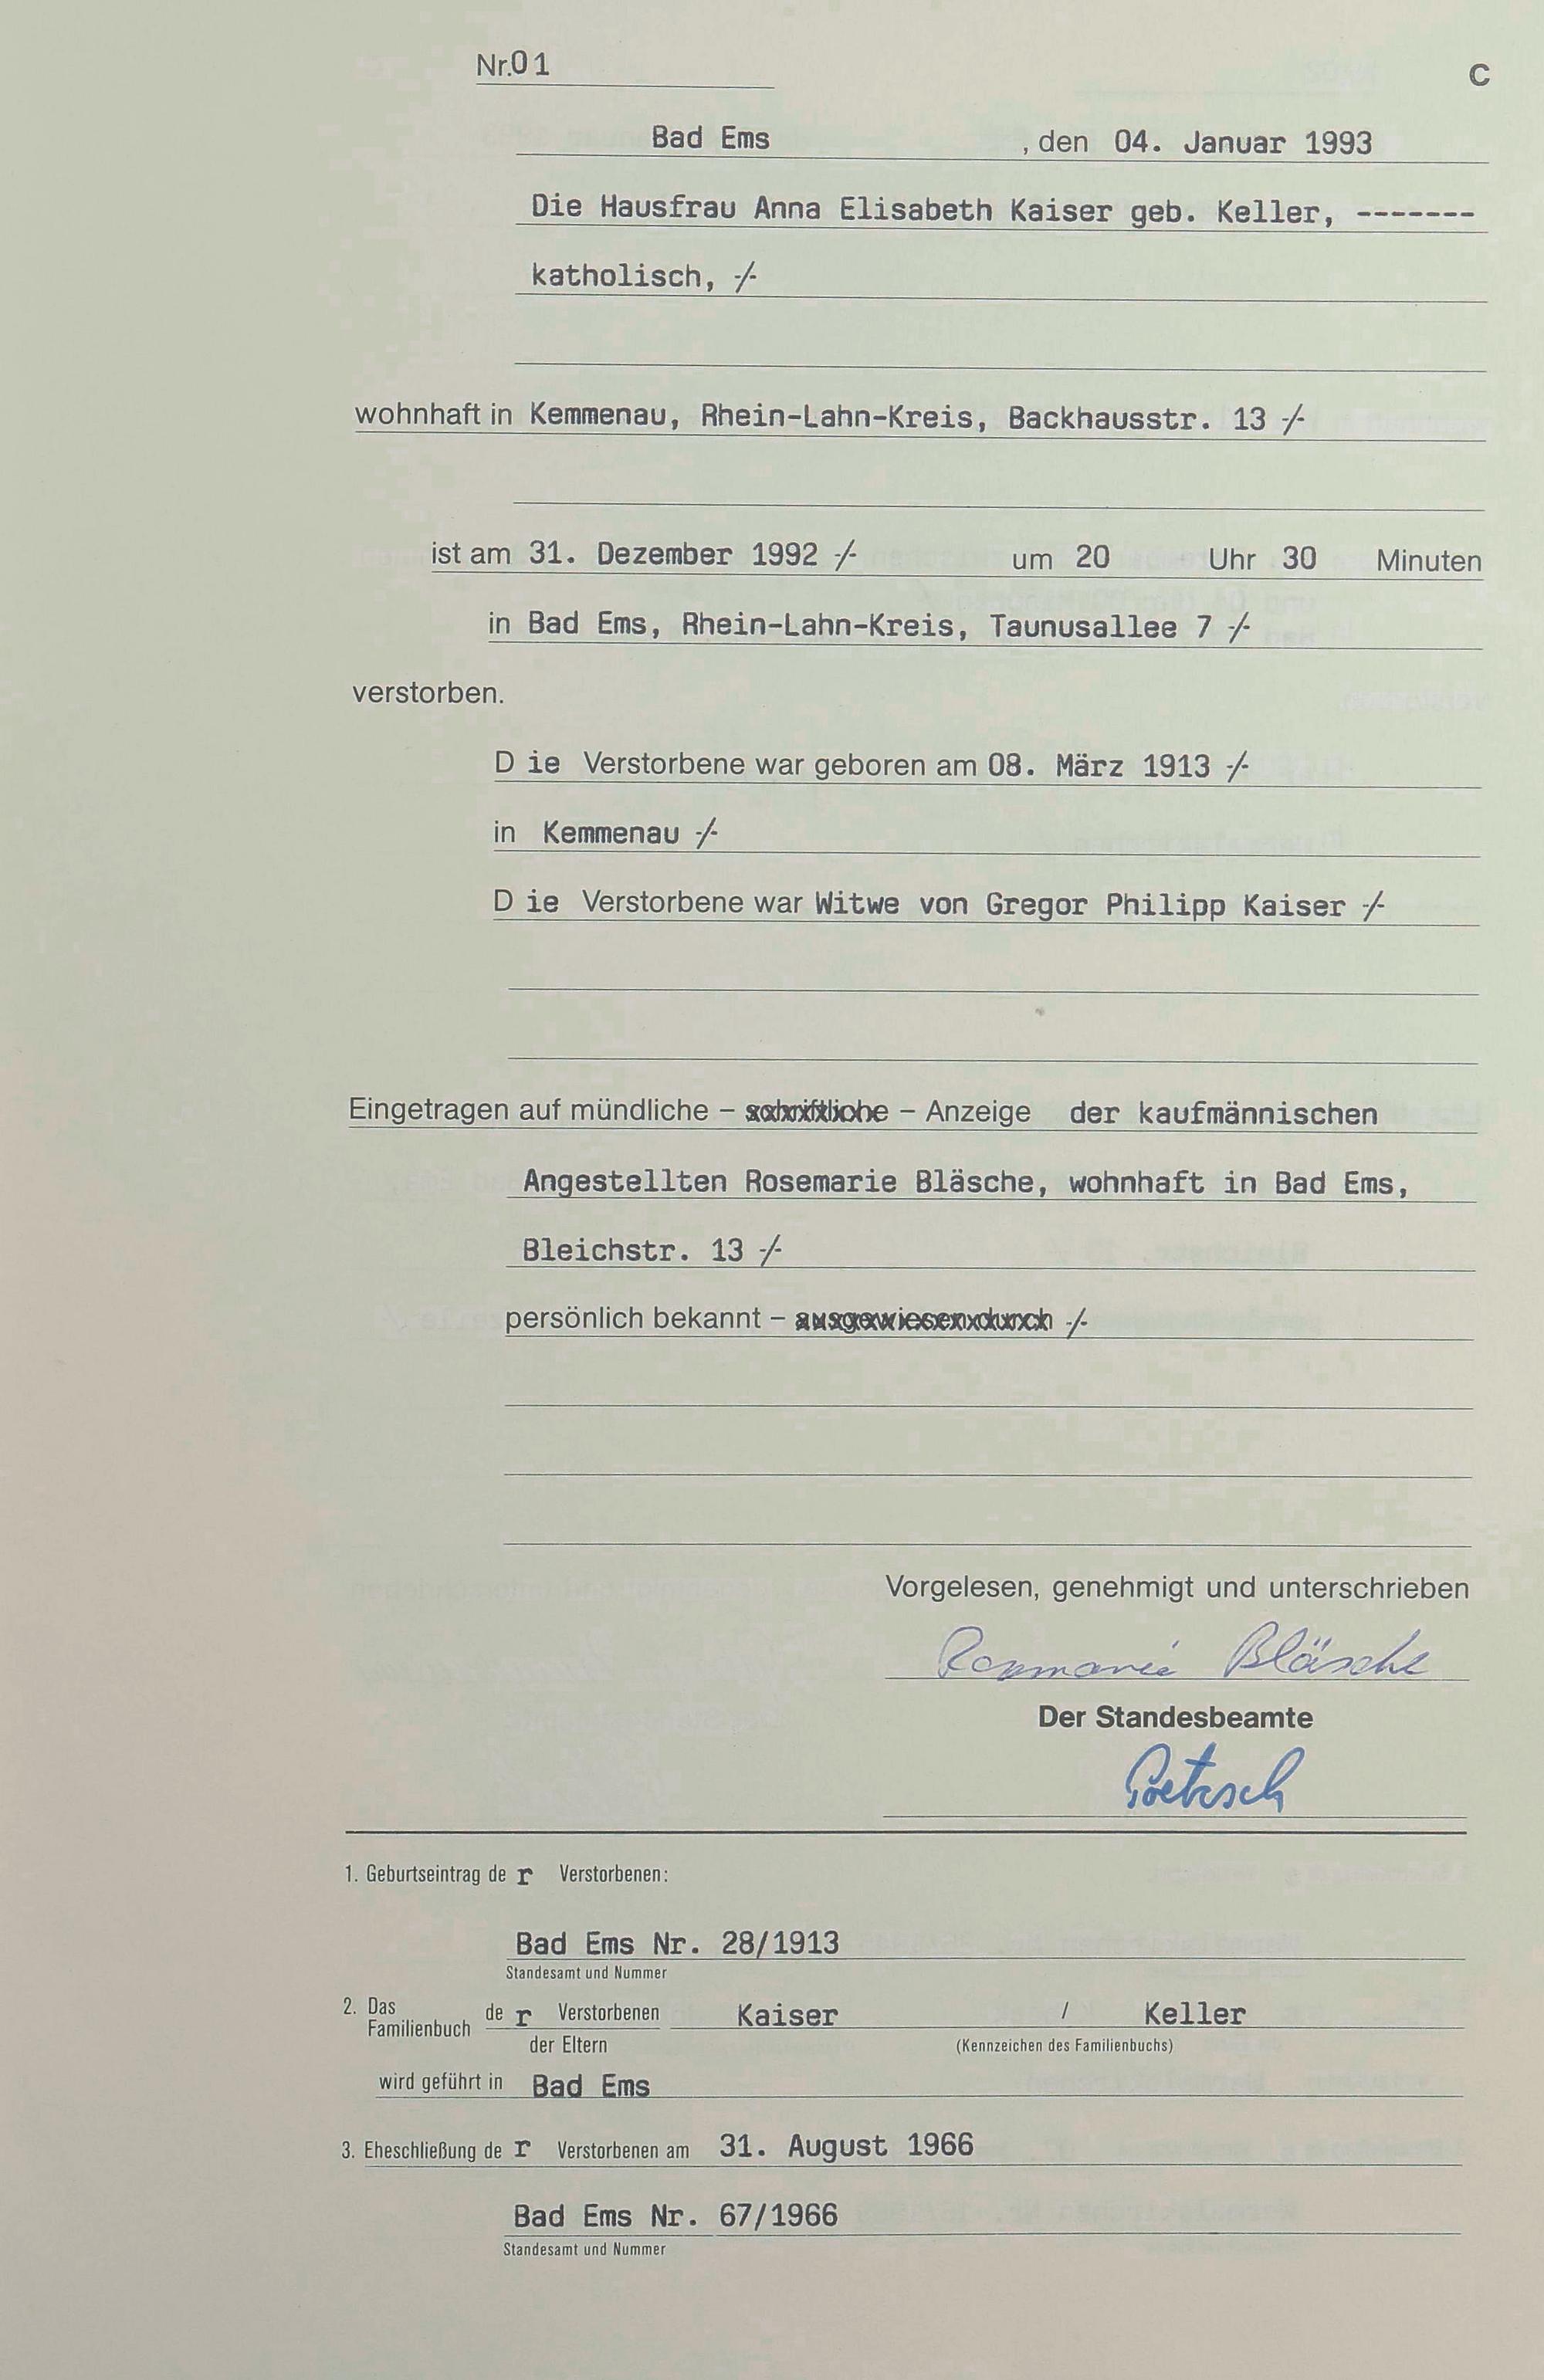 Nr.01
C
Bad Ems , den 04. Januar 1993
Die Hausfrau Anna Elisabeth Kaiser geb. Keller, -------
katholisch, -/-
wohnhaft in Kemmenau, Rhein-Lahn-Kreis, Backhausstr. 13 -/-
ist am 31. Dezember 1992 -/- um 20 Uhr 30 Minuten
in Bad Ems, Rhein-Lahn-Kreis, Taunusallee 7 -/-
verstorben.
D ie Verstorbene war geboren am 08. März 1913 -/-
in Kemmenau -/-
D ie Verstorbene war Witwe von Gregor Philipp Kaiser -/-
Eingetragen auf mündliche – schriftliche – Anzeige der kaufmännischen
Angestellten Rosemarie Bläsche, wohnhaft in Bad Ems,
Bleichstr. 13 -/-
persönlich bekannt – ausgewiesen durch -/-
Vorgelesen, genehmigt und unterschrieben
Rosmarie Bläsche
Der Standesbeamte
1. Geburtseintrag de r Verstorbenen:
Bad Ems Nr. 28/1913
Standesamt und Nummer
2. Das Familienbuch de r Verstorbenen Kaiser / Keller
der Eltern (Kennzeichen des Familienbuchs)
wird geführt in Bad Ems
3. Eheschließung de r Verstorbenen am 31. August 1966
Bad Ems Nr. 67/1966
Standesamt und Nummer